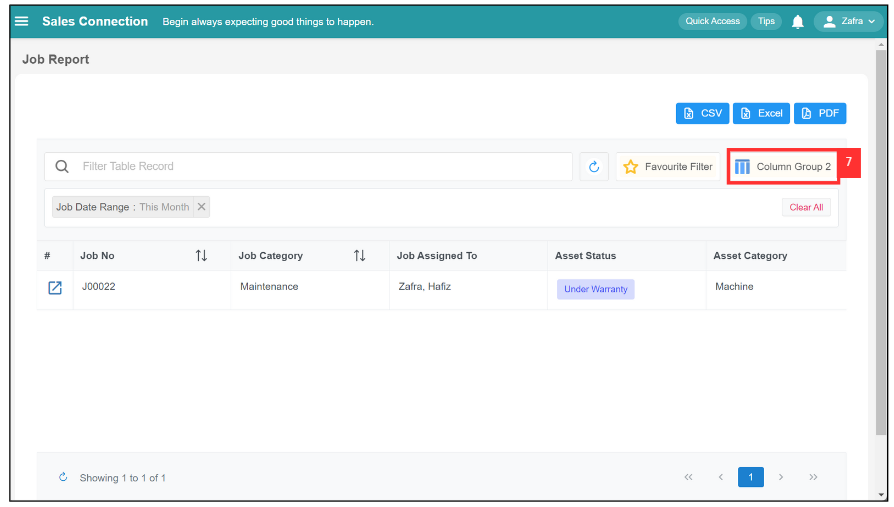 Sales Connection Begin always expecting good things to happen. Quick Access Tips Zafra
Job Report
CSV Excel PDF
Filter Table Record Favourite Filter Column Group 2 7
Job Date Range : This Month Clear All
# Job No Job Category Job Assigned To Asset Status Asset Category
J00022 Maintenance Zafra, Hafiz Under Warranty Machine
Showing 1 to 1 of 1 << < 1 > >>